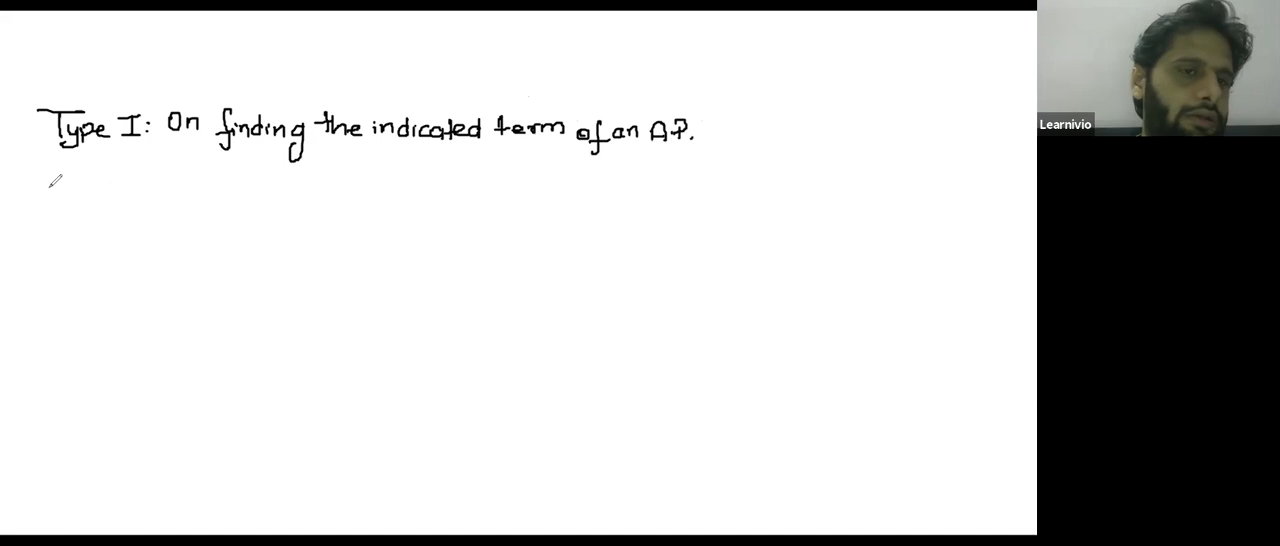 Type I: On finding the indicated term of an A.P.
Learnivio